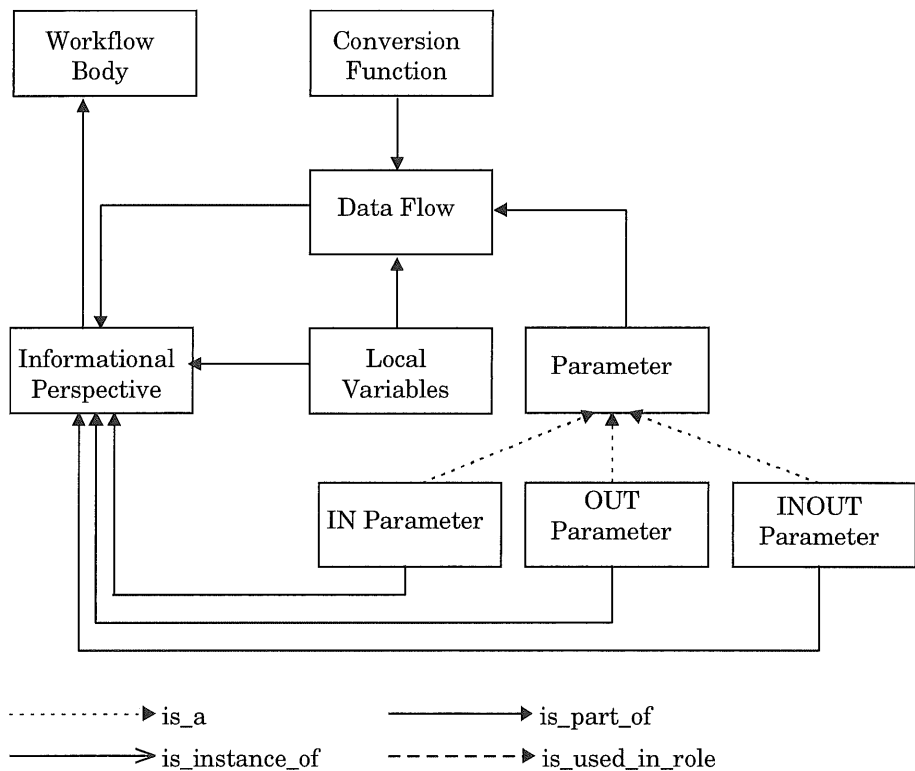 Workflow
Body
Conversion
Function
Data Flow
Informational
Perspective
Local
Variables
Parameter
IN Parameter
OUT
Parameter
INOUT
Parameter
is_a
is_part_of
is_instance_of
is_used_in_role